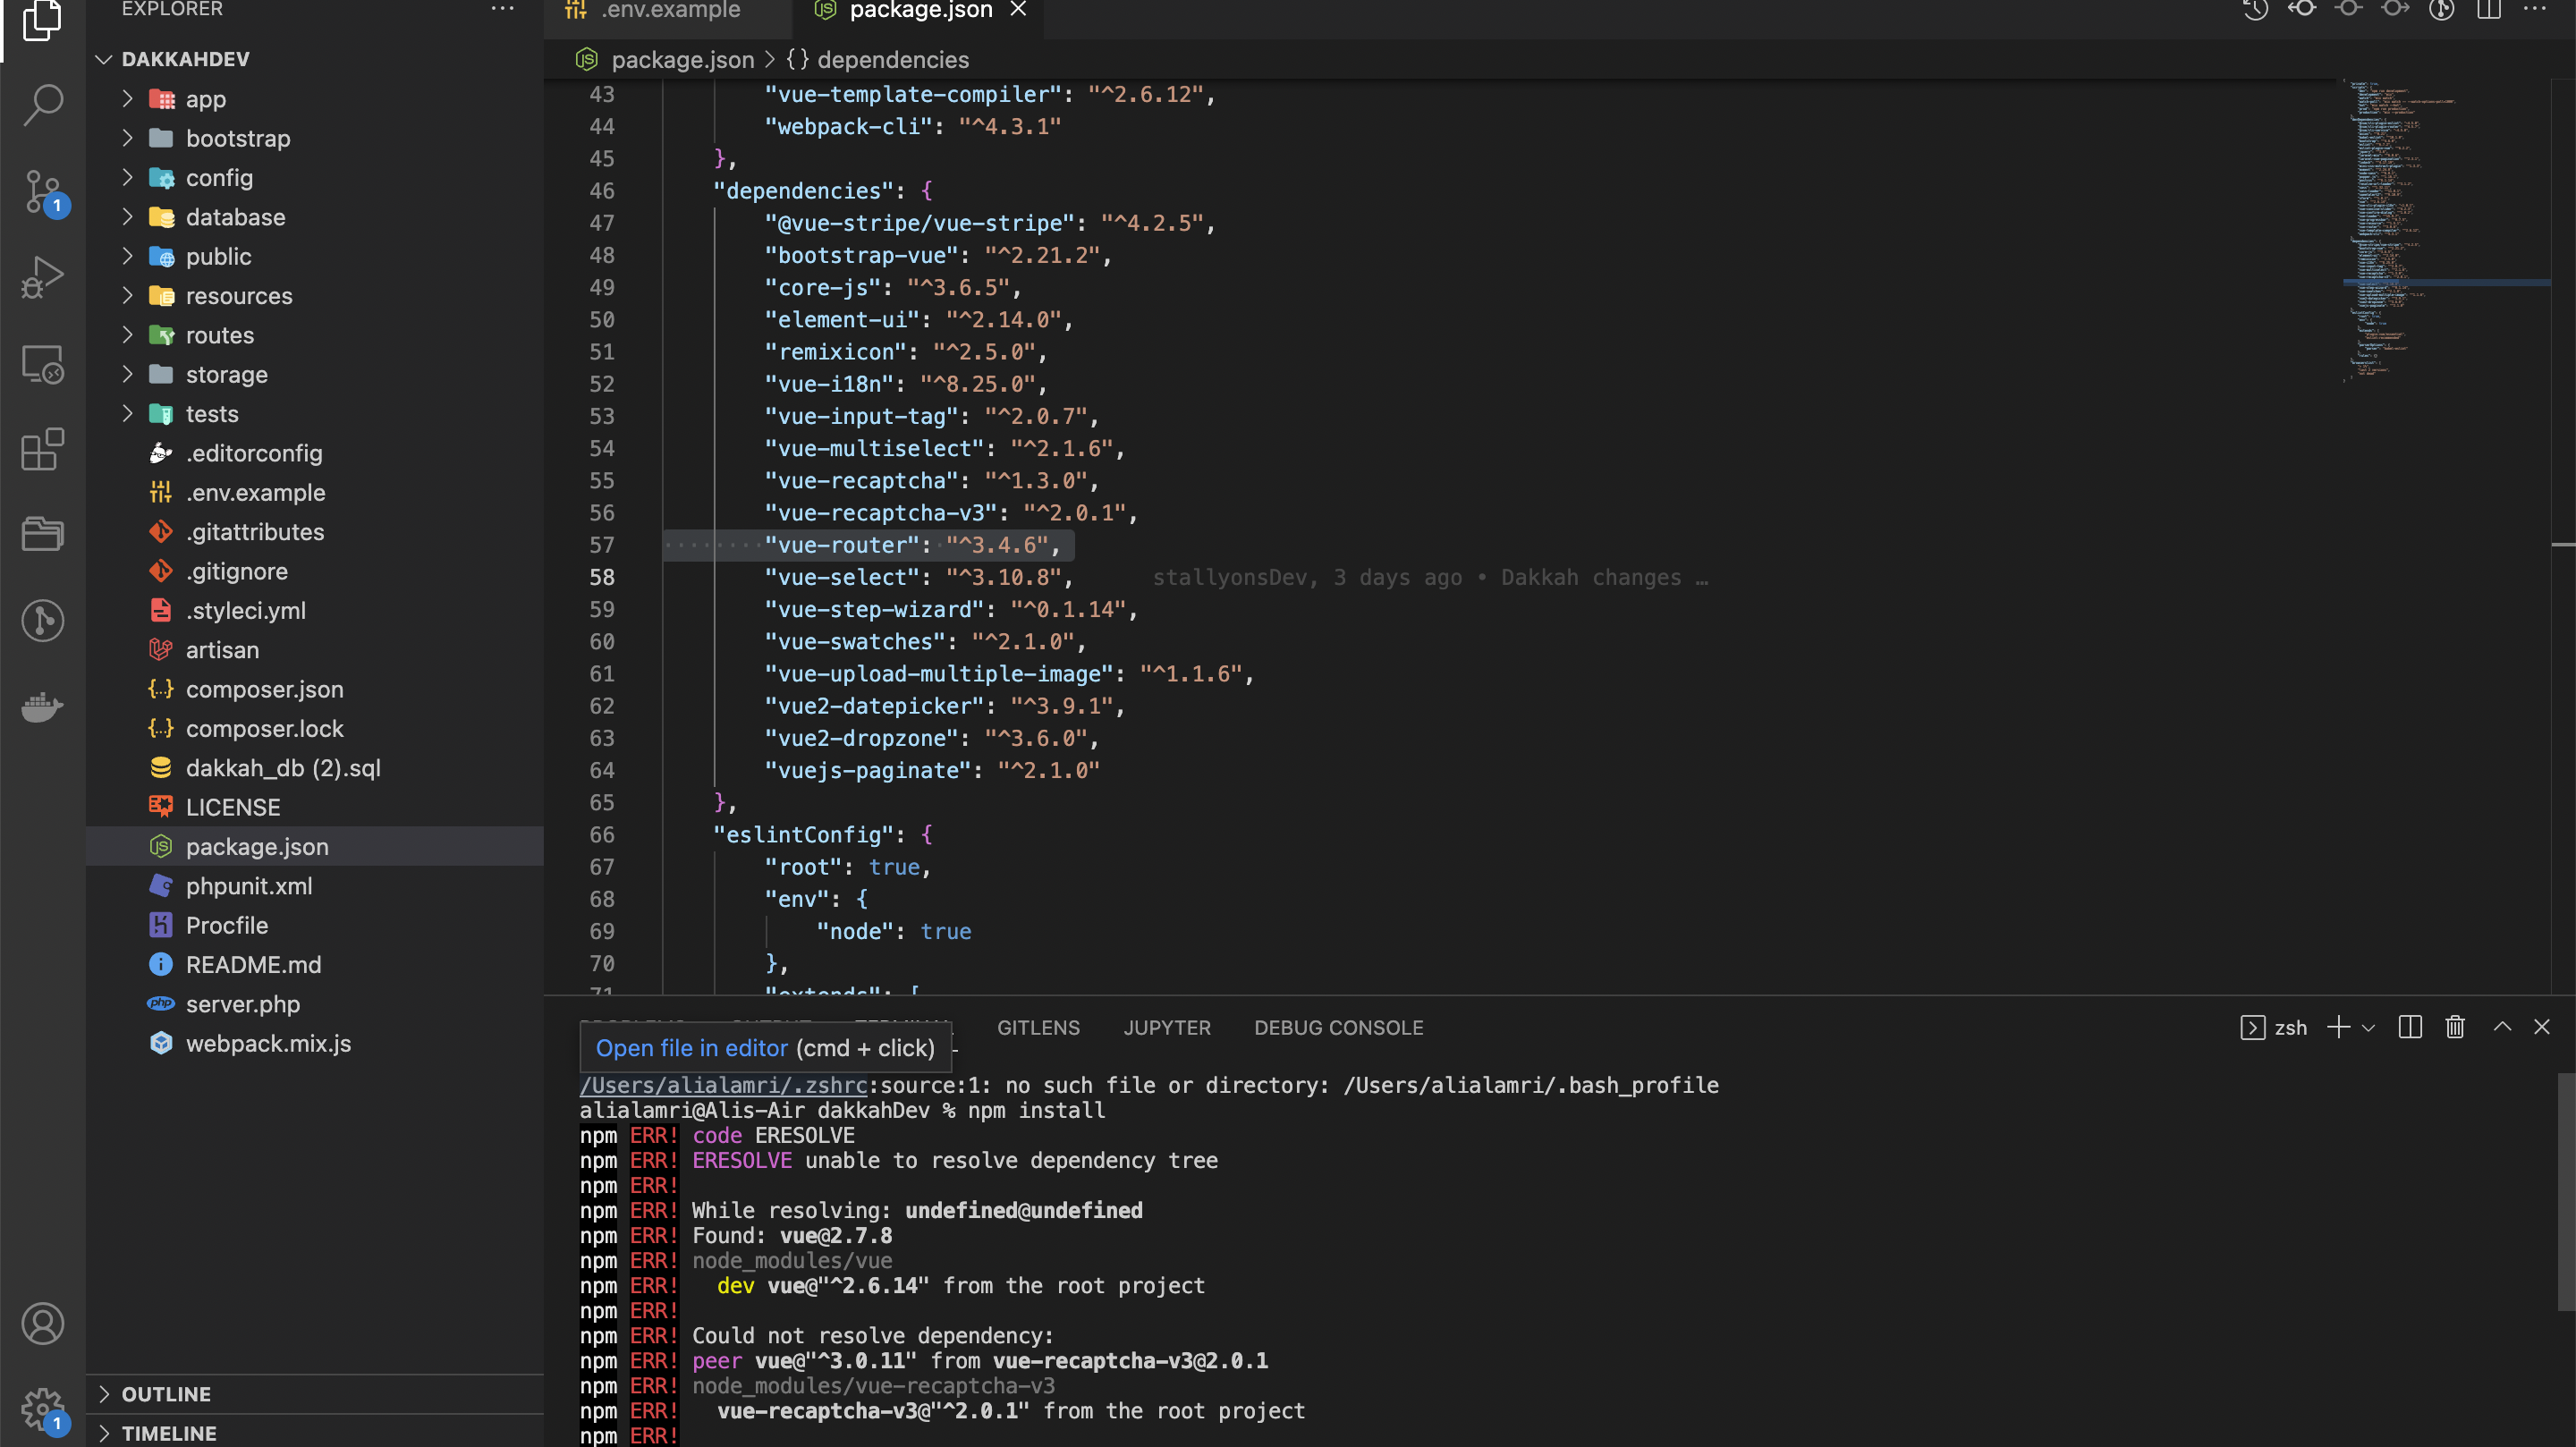 EXPLORER
.env.example
package.json
DAKKAHDEV
app
bootstrap
config
database
public
resources
routes
storage
tests
.editorconfig
.env.example
.gitattributes
.gitignore
.styleci.yml
artisan
composer.json
composer.lock
dakkah_db (2).sql
LICENSE
package.json
phpunit.xml
Procfile
README.md
server.php
webpack.mix.js
OUTLINE
TIMELINE
1
1
package.json > {} dependencies
43 "vue-template-compiler": "^2.6.12",
44 "webpack-cli": "^4.3.1"
45 },
46 "dependencies": {
47 "@vue-stripe/vue-stripe": "^4.2.5",
48 "bootstrap-vue": "^2.21.2",
49 "core-js": "^3.6.5",
50 "element-ui": "^2.14.0",
51 "remixicon": "^2.5.0",
52 "vue-i18n": "^8.25.0",
53 "vue-input-tag": "^2.0.7",
54 "vue-multiselect": "^2.1.6",
55 "vue-recaptcha": "^1.3.0",
56 "vue-recaptcha-v3": "^2.0.1",
57 "vue-router": "^3.4.6",
58 "vue-select": "^3.10.8", stallyonsDev, 3 days ago • Dakkah changes …
59 "vue-step-wizard": "^0.1.14",
60 "vue-swatches": "^2.1.0",
61 "vue-upload-multiple-image": "^1.1.6",
62 "vue2-datepicker": "^3.9.1",
63 "vue2-dropzone": "^3.6.0",
64 "vuejs-paginate": "^2.1.0"
65 },
66 "eslintConfig": {
67 "root": true,
68 "env": {
69 "node": true
70 },
71 "extends": [
GITLENS JUPYTER DEBUG CONSOLE
zsh
Open file in editor (cmd + click)
/Users/alialamri/.zshrc:source:1: no such file or directory: /Users/alialamri/.bash_profile
alialamri@Alis-Air dakkahDev % npm install
npm ERR! code ERESOLVE
npm ERR! ERESOLVE unable to resolve dependency tree
npm ERR!
npm ERR! While resolving: undefined@undefined
npm ERR! Found: vue@2.7.8
npm ERR! node_modules/vue
npm ERR!   dev vue@"^2.6.14" from the root project
npm ERR!
npm ERR! Could not resolve dependency:
npm ERR! peer vue@"^3.0.11" from vue-recaptcha-v3@2.0.1
npm ERR! node_modules/vue-recaptcha-v3
npm ERR!   vue-recaptcha-v3@"^2.0.1" from the root project
npm ERR!